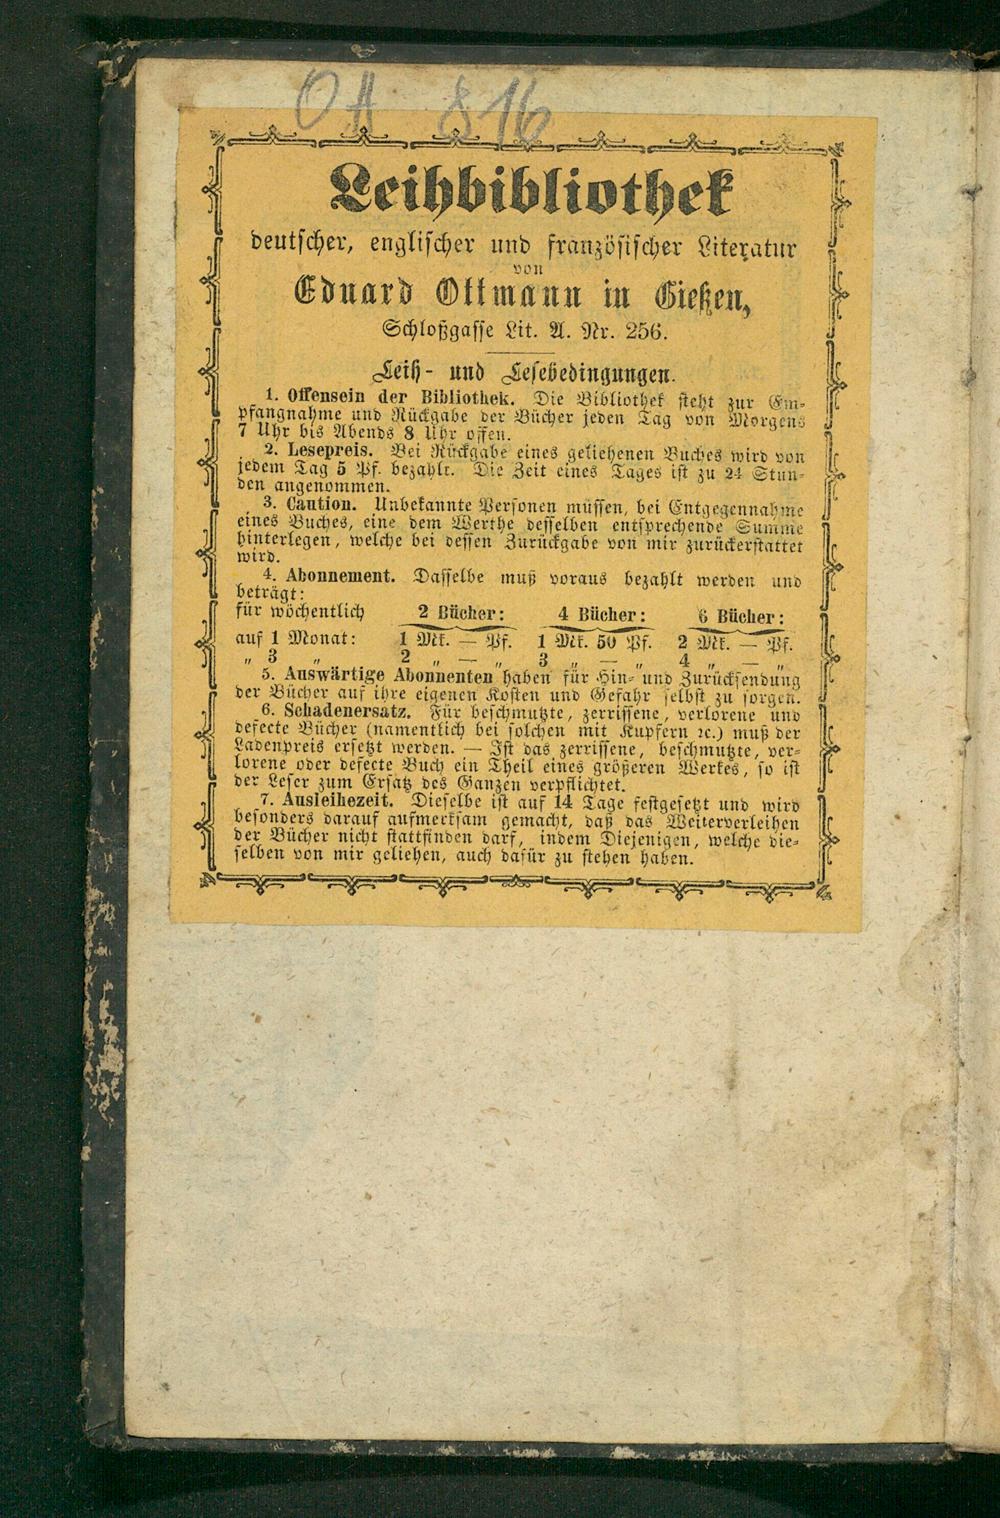 OA 816
Leihbibliothek
deutscher, englischer und französischer Literatur
von
Eduard Ottmann in Gießen,
Schloßgasse Lit. A. Nr. 256.
Leih- und Lesebedingungen.
1. Offensein der Bibliothek. Die Bibliothek steht zur Em-
pfangnahme und Rückgabe der Bücher jeden Tag von Morgens
7 Uhr bis Abends 8 Uhr offen.
2. Lesepreis. Bei Rückgabe eines geliehenen Buches wird von
jedem Tag 5 Pf. bezahlt. Die Zeit eines Tages ist zu 24 Stun-
den angenommen.
3. Caution. Unbekannte Personen müssen, bei Entgegennahme
eines Buches, eine dem Werthe desselben entsprechende Summe
hinterlegen, welche bei dessen Zurückgabe von mir zurückerstattet
wird.
4. Abonnement. Dasselbe muß voraus bezahlt werden und
beträgt:
für wöchentlich 2 Bücher: 4 Bücher: 6 Bücher:
auf 1 Monat: 1 Mk. — Pf. 1 Mk. 50 Pf. 2 Mk. — Pf.
„ 3 „ 2 „ — „ 3 „ — „ 4 „ — „
5. Auswärtige Abonnenten haben für Hin- und Zurücksendung
der Bücher auf ihre eigenen Kosten und Gefahr selbst zu sorgen.
6. Schadenersatz. Für beschmutzte, zerrissene, verlorene und
defecte Bücher (namentlich bei solchen mit Kupfern ꝛc.) muß der
Ladenpreis ersetzt werden. — Ist das zerrissene, beschmutzte, ver-
lorene oder defecte Buch ein Theil eines größeren Werkes, so ist
der Leser zum Ersatz des Ganzen verpflichtet.
7. Ausleihezeit. Dieselbe ist auf 14 Tage festgesetzt und wird
besonders darauf aufmerksam gemacht, daß das Weiterverleihen
der Bücher nicht stattfinden darf, indem Diejenigen, welche die-
selben von mir geliehen, auch dafür zu stehen haben.